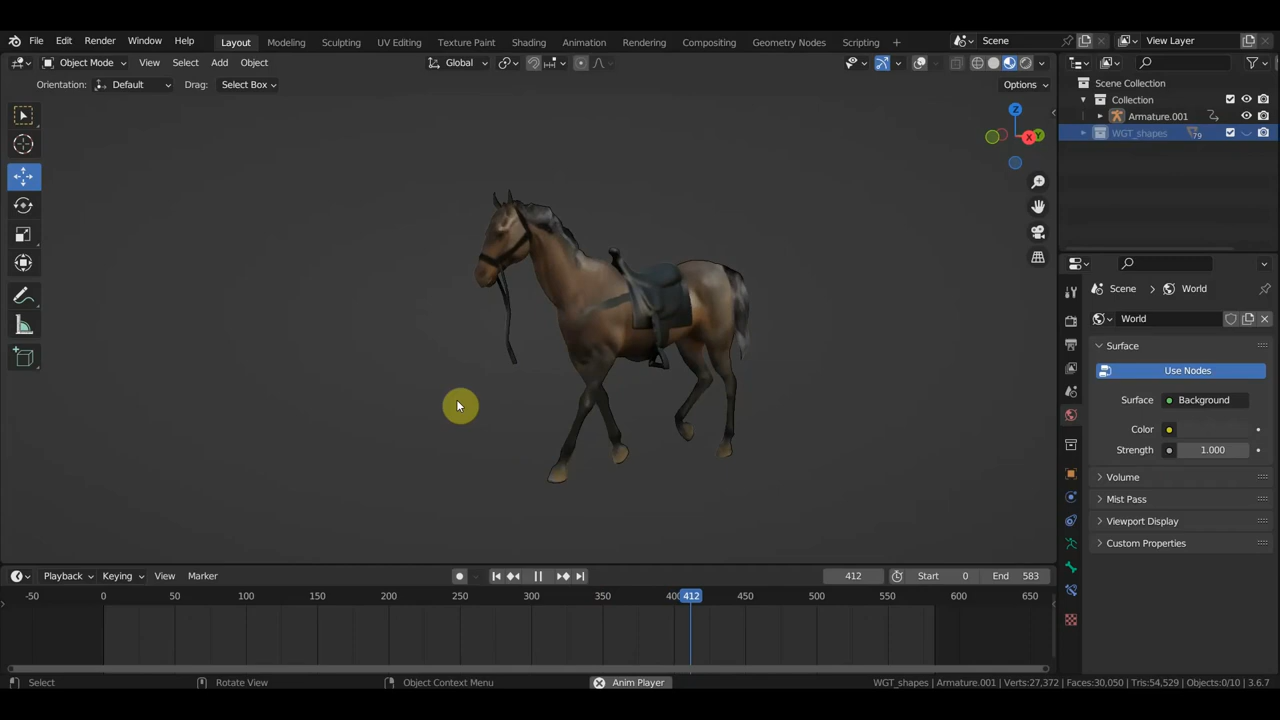 File Edit Render Window Help Layout Modeling Sculpting UV Editing Texture Paint Shading Animation Rendering Compositing Geometry Nodes Scripting + Scene View Layer
Object Mode View Select Add Object Global
Orientation: Default Drag: Select Box Options
Z
X
Y
Scene Collection
Collection
Armature.001
WGT_shapes 79
Scene > World
World
Surface
Use Nodes
Surface Background
Color
Strength 1.000
Volume
Mist Pass
Viewport Display
Custom Properties
Playback Keying View Marker 412 Start 0 End 583
-50 0 50 100 150 200 250 300 350 400 412 450 500 550 600 650
Select Rotate View Object Context Menu Anim Player WGT_shapes | Armature.001 | Verts:27,372 | Faces:30,050 | Tris:54,529 | Objects:0/10 | 3.6.7